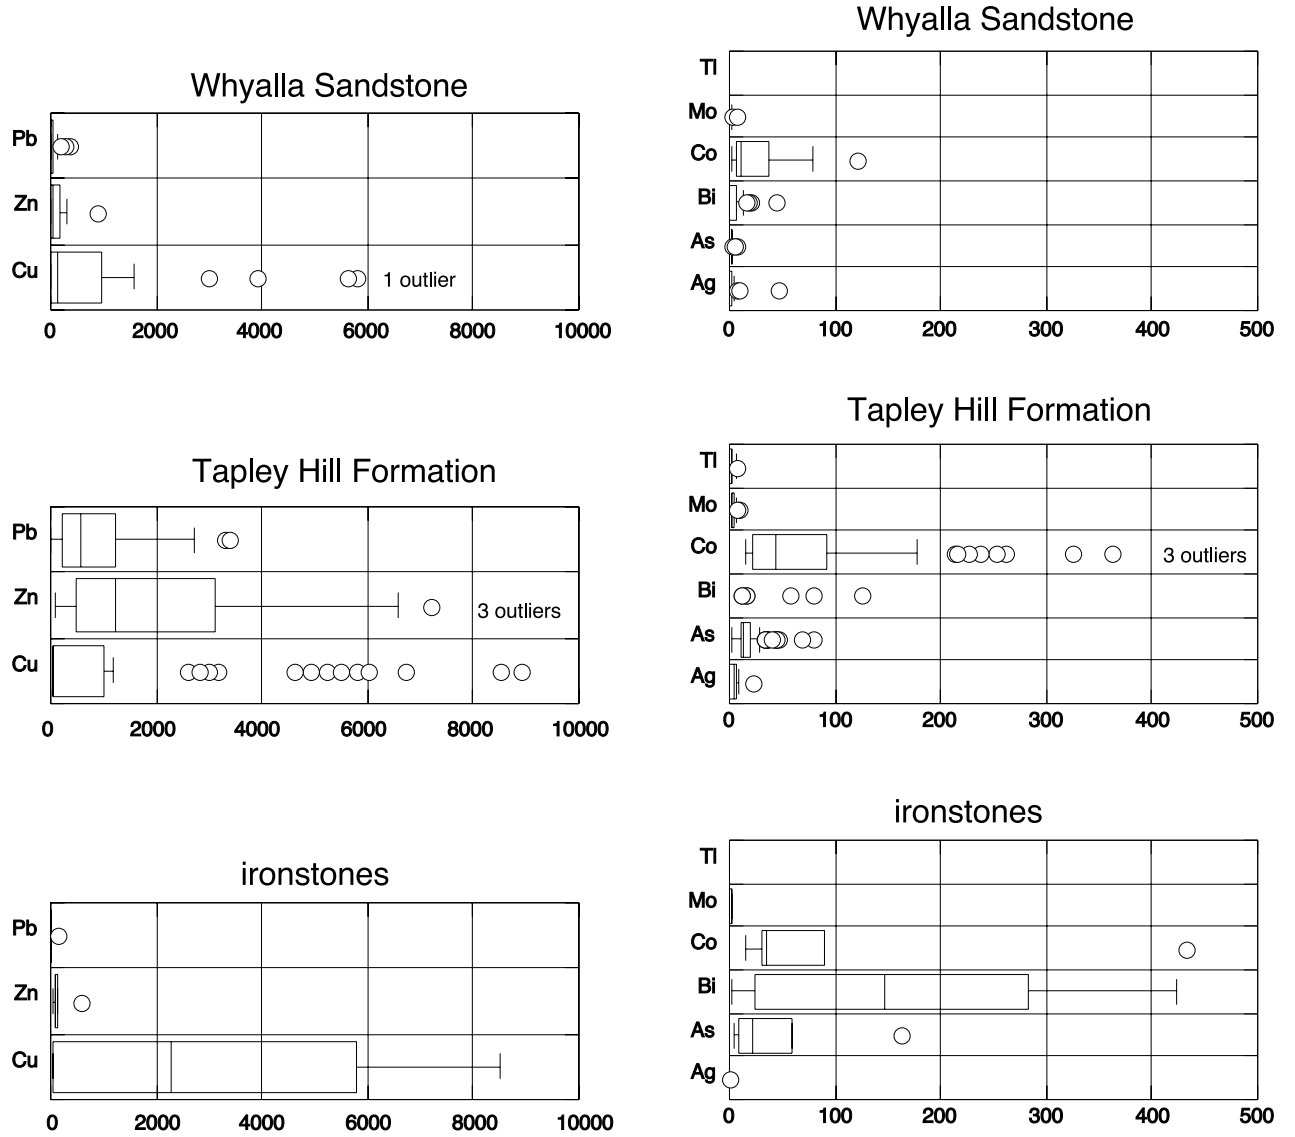 Whyalla Sandstone
Pb
Zn
Cu
1 outlier
0 2000 4000 6000 8000 10000
Whyalla Sandstone
Tl
Mo
Co
Bi
As
Ag
0 100 200 300 400 500
Tapley Hill Formation
Pb
Zn
3 outliers
Cu
0 2000 4000 6000 8000 10000
Tapley Hill Formation
Tl
Mo
Co
3 outliers
Bi
As
Ag
0 100 200 300 400 500
ironstones
Pb
Zn
Cu
0 2000 4000 6000 8000 10000
ironstones
Tl
Mo
Co
Bi
As
Ag
0 100 200 300 400 500